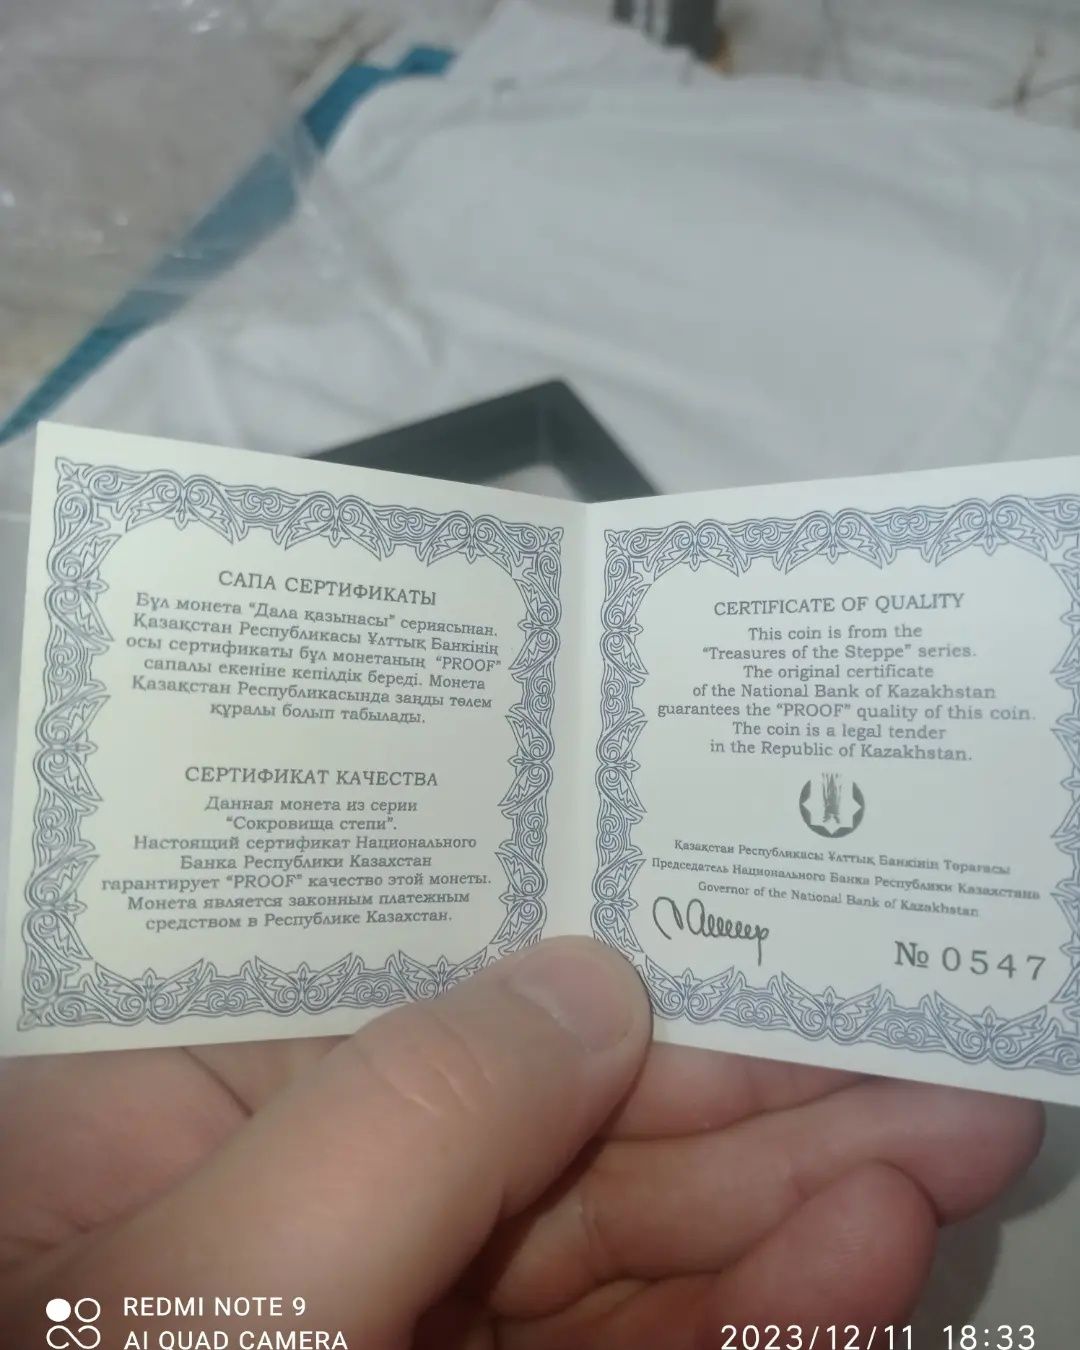 САПА СЕРТИФИКАТЫ
Бұл монета "Дала қазынасы" сериясынан.
Қазақстан Республикасы Ұлттық Банкінің
осы сертификаты бұл монетаның "PROOF"
сапалы екеніне кепілдік береді. Монета
Қазақстан Республикасында заңды төлем
құралы болып табылады.
СЕРТИФИКАТ КАЧЕСТВА
Данная монета из серии
"Сокровища степи".
Настоящий сертификат Национального
Банка Республики Казахстан
гарантирует "PROOF" качество этой монеты.
Монета является законным платежным
средством в Республике Казахстан.
CERTIFICATE OF QUALITY
This coin is from the
"Treasures of the Steppe" series.
The original certificate
of the National Bank of Kazakhstan
guarantees the "PROOF" quality of this coin.
The coin is a legal tender
in the Republic of Kazakhstan.
Қазақстан Республикасы Ұлттық Банкінің Төрағасы
Председатель Национального Банка Республики Казахстана
Governor of the National Bank of Kazakhstan
№ 0547
REDMI NOTE 9
AI QUAD CAMERA
2023/12/11 18:33